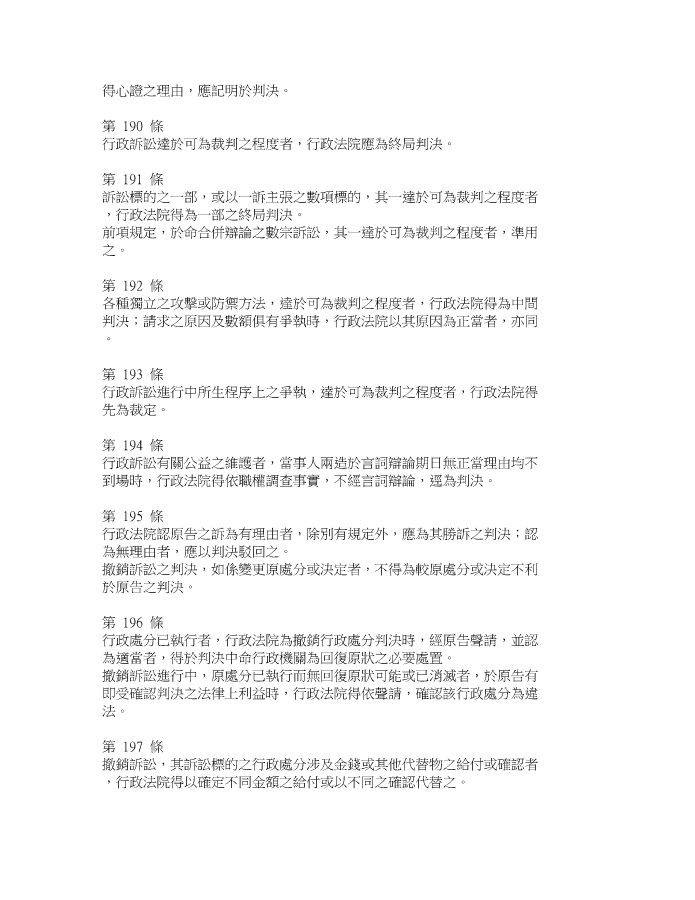 得心證之理由，應記明於判決。
第 190 條
行政訴訟達於可為裁判之程度者，行政法院應為終局判決。
第 191 條
訴訟標的之一部，或以一訴主張之數項標的，其一達於可為裁判之程度者
，行政法院得為一部之終局判決。
前項規定，於命合併辯論之數宗訴訟，其一達於可為裁判之程度者，準用
之。
第 192 條
各種獨立之攻擊或防禦方法，達於可為裁判之程度者，行政法院得為中間
判決；請求之原因及數額俱有爭執時，行政法院以其原因為正當者，亦同
。
第 193 條
行政訴訟進行中所生程序上之爭執，達於可為裁判之程度者，行政法院得
先為裁定。
第 194 條
行政訴訟有關公益之維護者，當事人兩造於言詞辯論期日無正當理由均不
到場時，行政法院得依職權調查事實，不經言詞辯論，逕為判決。
第 195 條
行政法院認原告之訴為有理由者，除別有規定外，應為其勝訴之判決；認
為無理由者，應以判決駁回之。
撤銷訴訟之判決，如係變更原處分或決定者，不得為較原處分或決定不利
於原告之判決。
第 196 條
行政處分已執行者，行政法院為撤銷行政處分判決時，經原告聲請，並認
為適當者，得於判決中命行政機關為回復原狀之必要處置。
撤銷訴訟進行中，原處分已執行而無回復原狀可能或已消滅者，於原告有
即受確認判決之法律上利益時，行政法院得依聲請，確認該行政處分為違
法。
第 197 條
撤銷訴訟，其訴訟標的之行政處分涉及金錢或其他代替物之給付或確認者
，行政法院得以確定不同金額之給付或以不同之確認代替之。